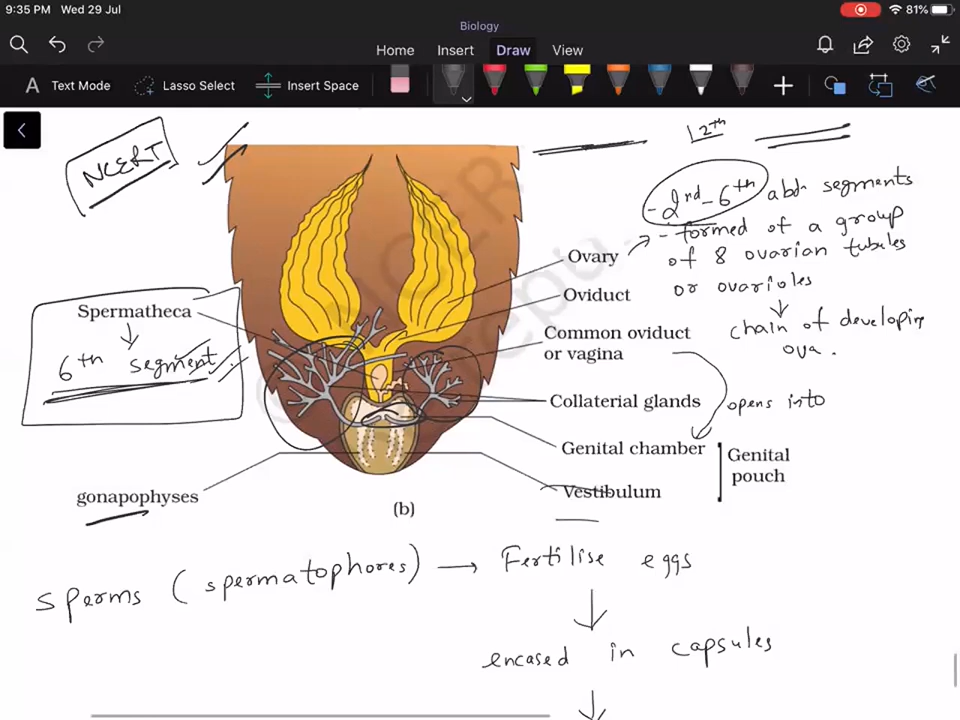 9:35 PM Wed 29 Jul
81%
Biology
Home Insert Draw View
Text Mode
Lasso Select
Insert Space
NCERT
12th
- 2nd - 6th abdr segments
- formed of a group
of 8 ovarian tubules
or ovarioles
chain of developing
ova.
Ovary
Oviduct
Common oviduct
or vagina
Collaterial glands
opens into
Genital chamber
Genital
pouch
Vestibulum
Spermatheca
6th segment
gonapophyses
(b)
sperms (spermatophores) → Fertilise eggs
encased in capsules